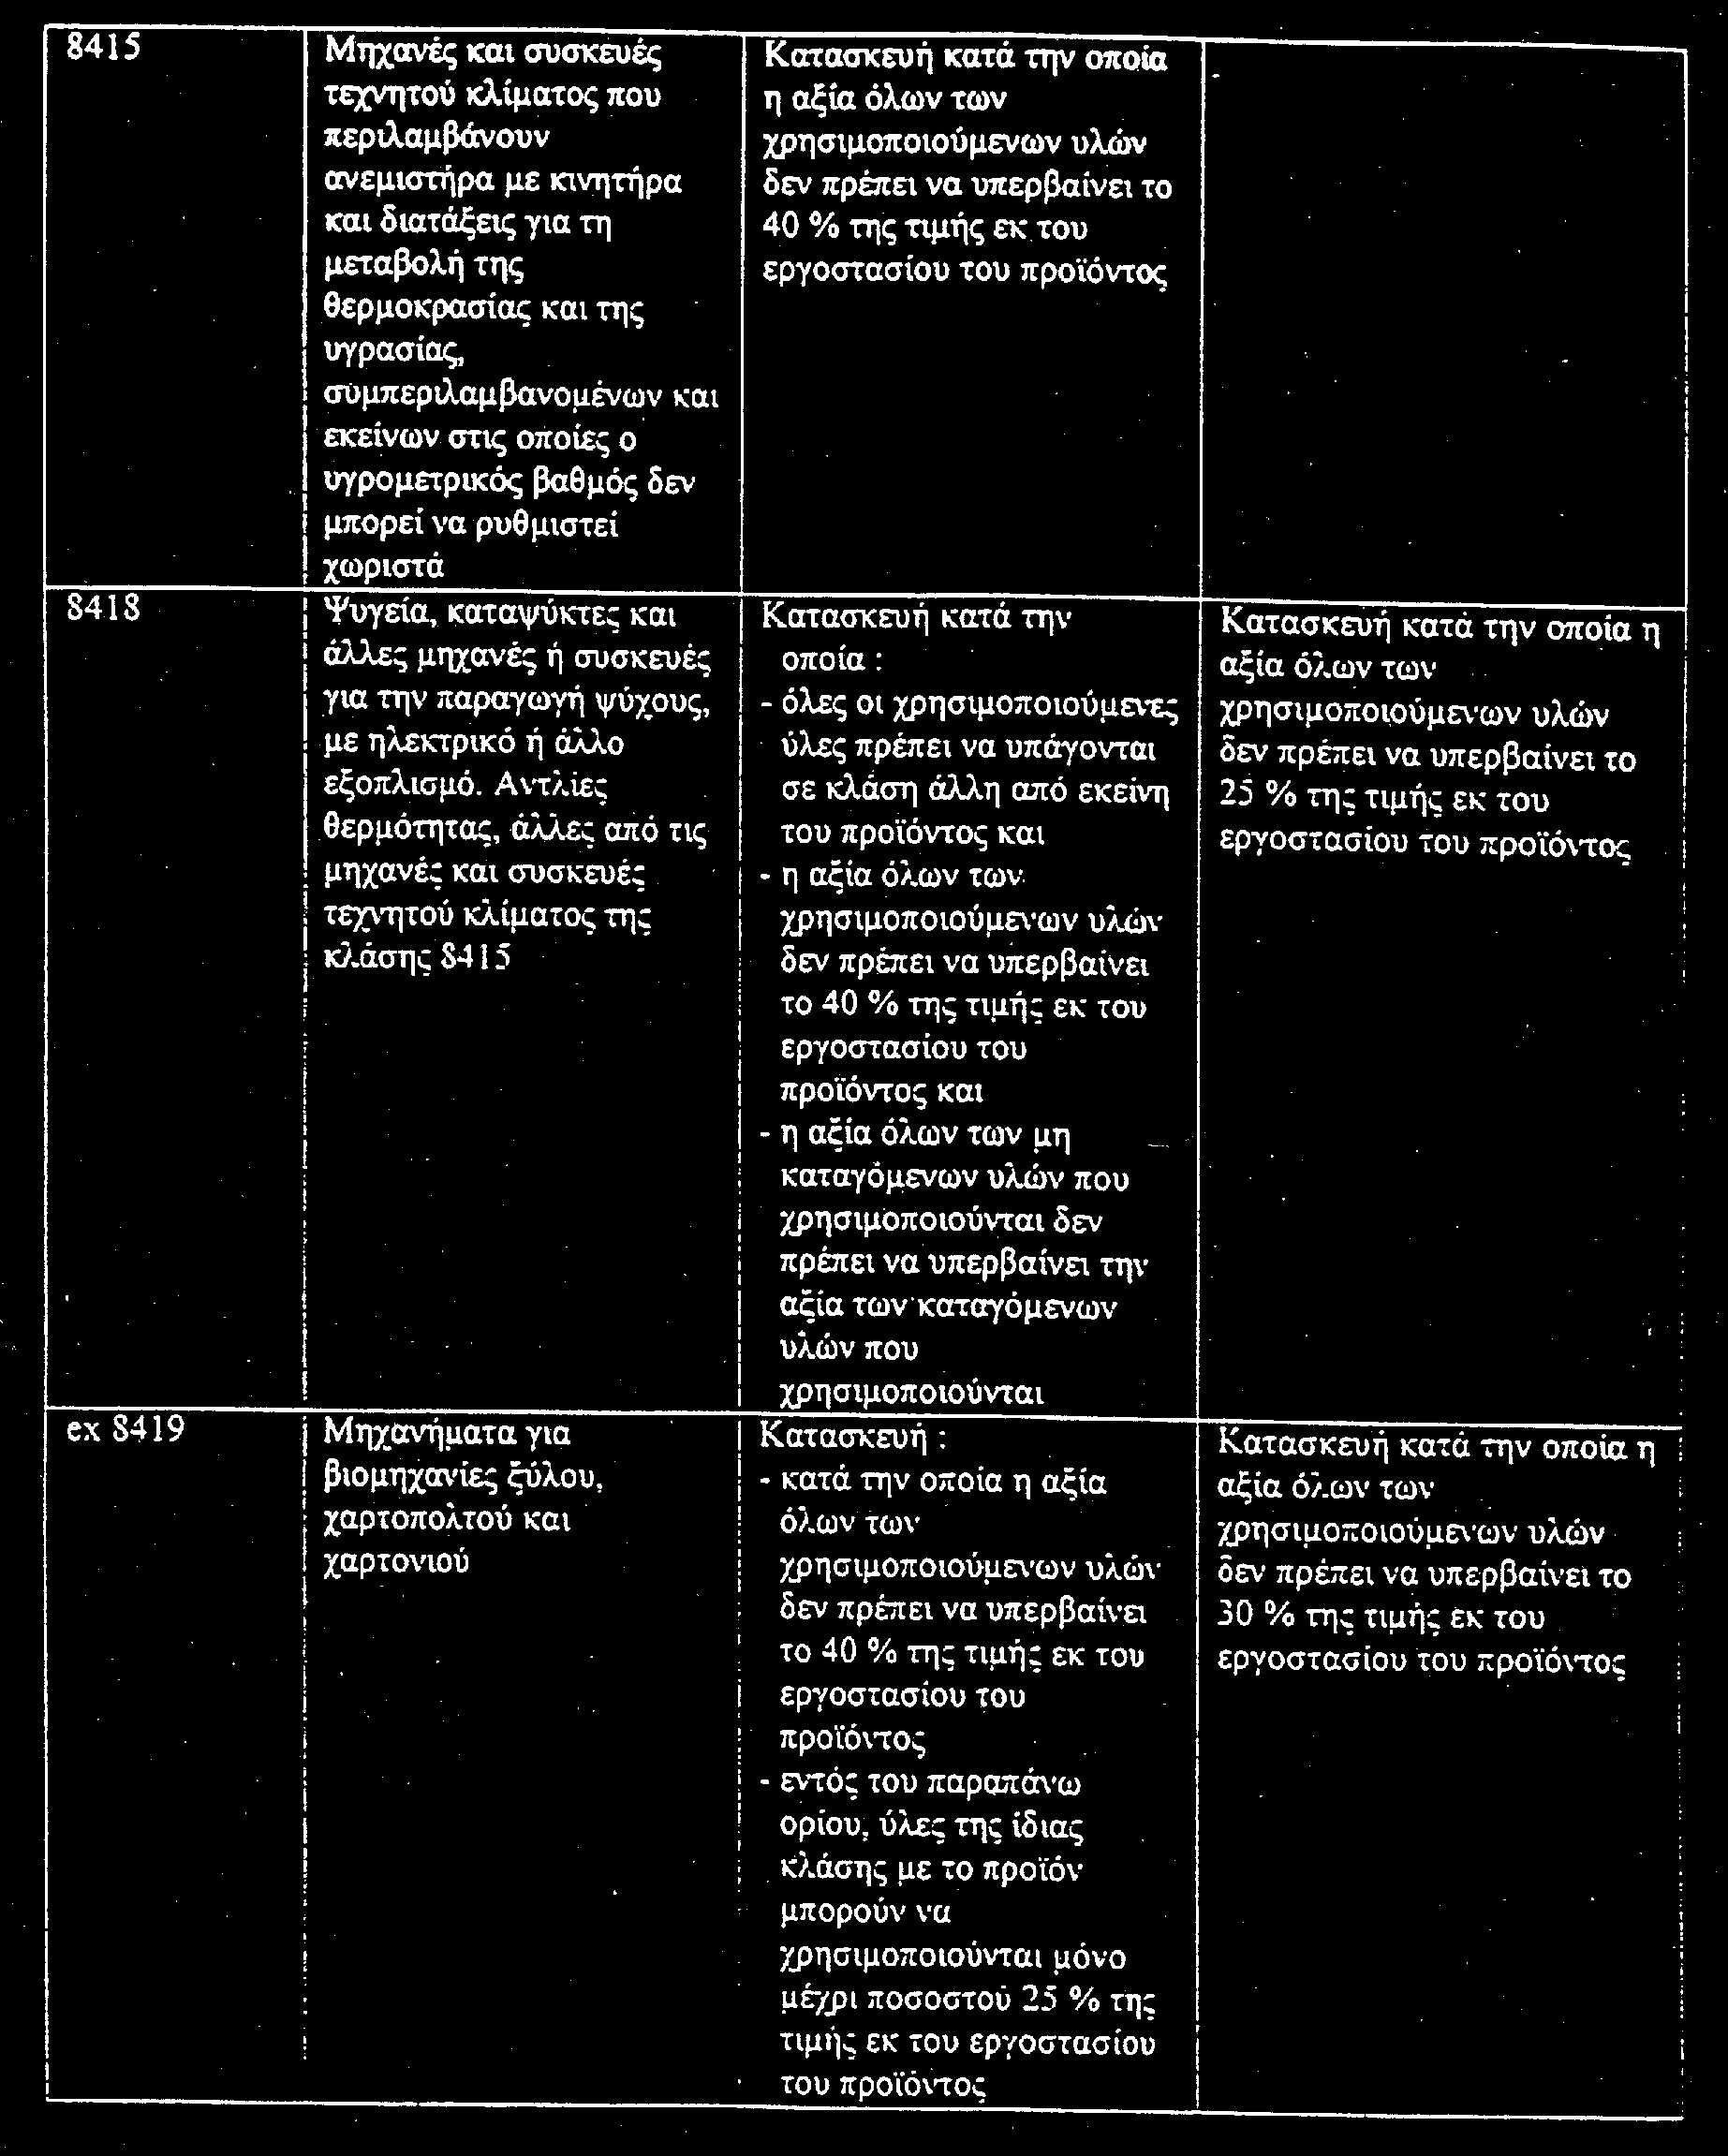 8415
Μηχανές και συσκευές
τεχνητού κλίματος που
περιλαμβάνουν
ανεμιστήρα με κινητήρα
και διατάξεις για τη
μεταβολή της
θερμοκρασίας και της
υγρασίας,
συμπεριλαμβανομένων και
εκείνων στις οποίες ο
υγρομετρικός βαθμός δεν
μπορεί να ρυθμιστεί
χωριστά
Κατασκευή κατά την οποία
η αξία όλων των
χρησιμοποιούμενων υλών
δεν πρέπει να υπερβαίνει το
40 % της τιμής εκ του
εργοστασίου του προϊόντος
8418
Ψυγεία, καταψύκτες και
άλλες μηχανές ή συσκευές
για την παραγωγή ψύχους,
με ηλεκτρικό ή άλλο
εξοπλισμό. Αντλίες
θερμότητας, άλλες από τις
μηχανές και συσκευές
τεχνητού κλίματος της
κλάσης 8415
Κατασκευή κατά την
οποία :
- όλες οι χρησιμοποιούμενες
ύλες πρέπει να υπάγονται
σε κλάση άλλη από εκείνη
του προϊόντος και
- η αξία όλων των
χρησιμοποιούμενων υλών
δεν πρέπει να υπερβαίνει
το 40 % της τιμής εκ του
εργοστασίου του
προϊόντος και
- η αξία όλων των μη
καταγόμενων υλών που
χρησιμοποιούνται δεν
πρέπει να υπερβαίνει την
αξία των καταγόμενων
υλών που
χρησιμοποιούνται
Κατασκευή κατά την οποία η
αξία όλων των
χρησιμοποιούμενων υλών
δεν πρέπει να υπερβαίνει το
25 % της τιμής εκ του
εργοστασίου του προϊόντος
ex 8419
Μηχανήματα για
βιομηχανίες ξύλου,
χαρτοπολτού και
χαρτονιού
Κατασκευή :
- κατά την οποία η αξία
όλων των
χρησιμοποιούμενων υλών
δεν πρέπει να υπερβαίνει
το 40 % της τιμής εκ του
εργοστασίου του
προϊόντος
- εντός του παραπάνω
ορίου, ύλες της ίδιας
κλάσης με το προϊόν
μπορούν να
χρησιμοποιούνται μόνο
μέχρι ποσοστού 25 % της
τιμής εκ του εργοστασίου
του προϊόντος
Κατασκευή κατά την οποία η
αξία όλων των
χρησιμοποιούμενων υλών
δεν πρέπει να υπερβαίνει το
30 % της τιμής εκ του
εργοστασίου του προϊόντος